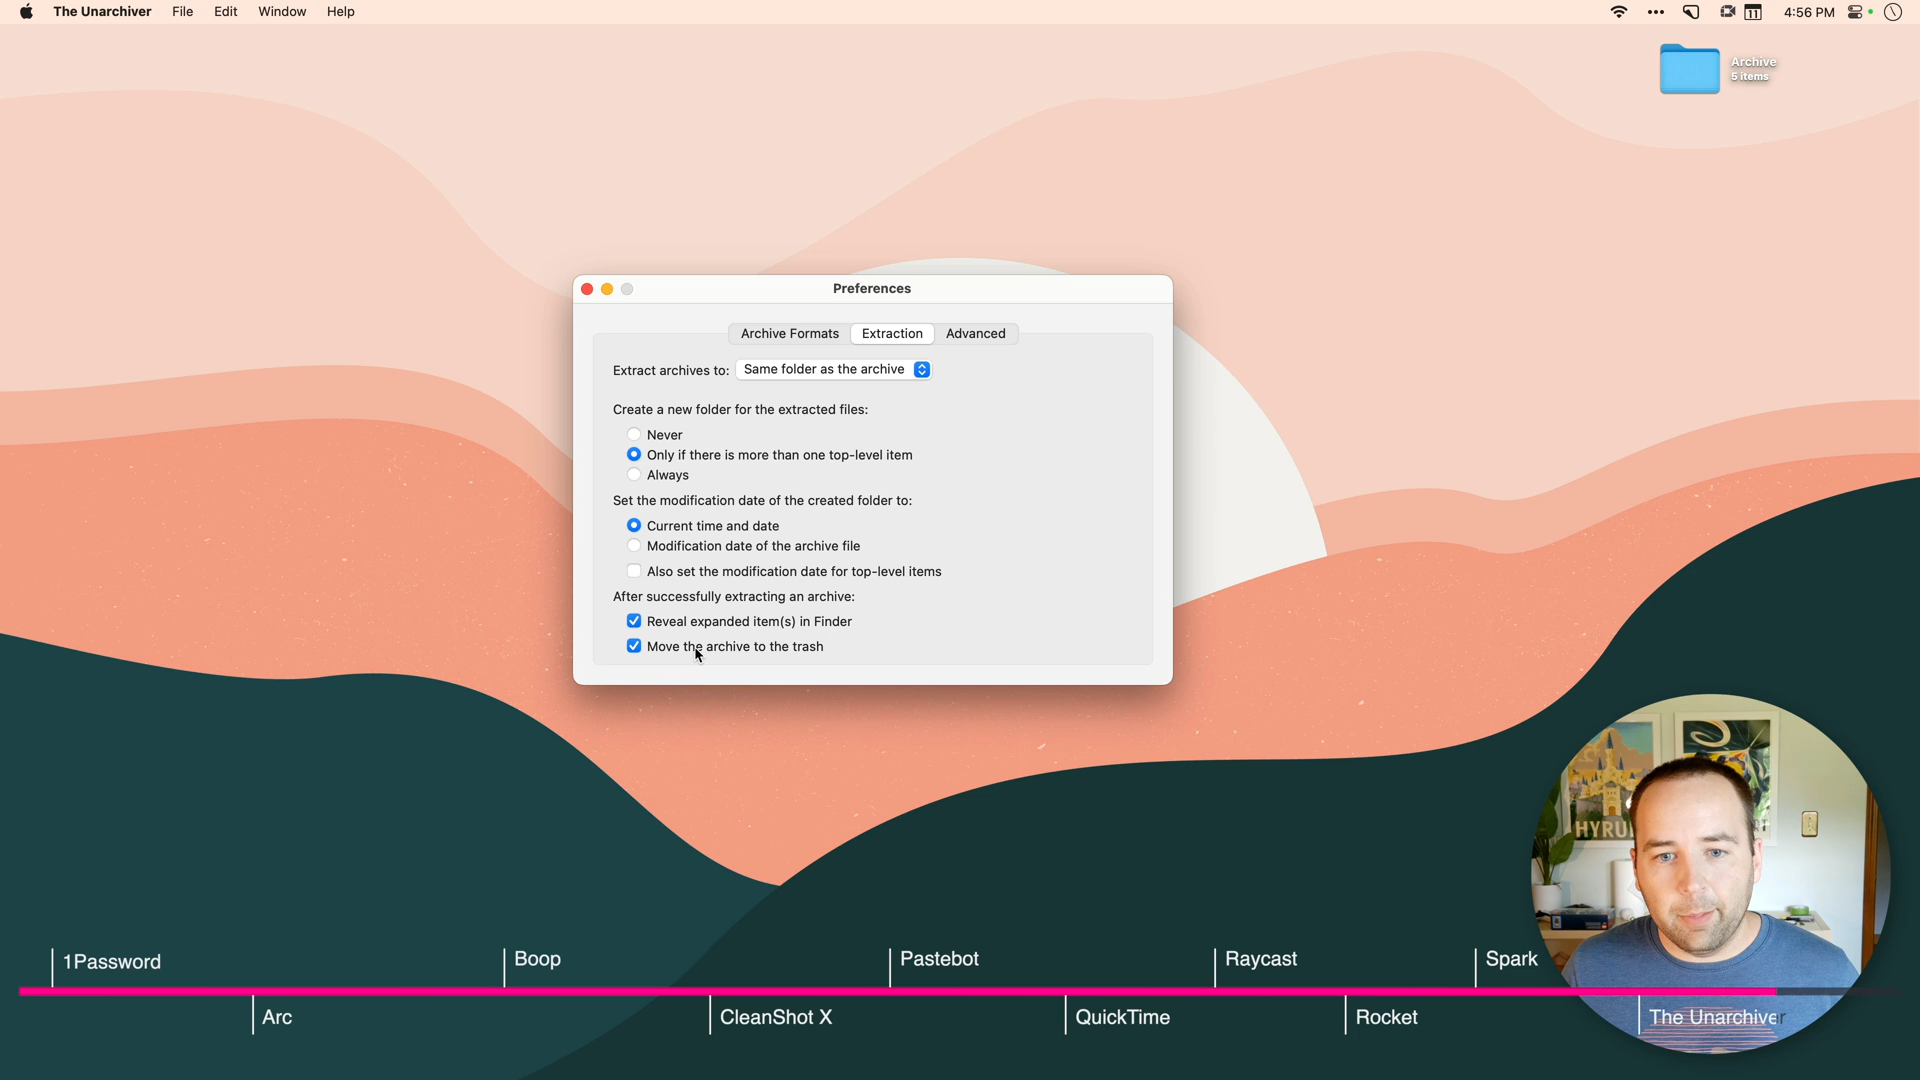 The Unarchiver File Edit Window Help
11 4:56 PM
Archive
5 items
Preferences
Archive Formats Extraction Advanced
Extract archives to: Same folder as the archive
Create a new folder for the extracted files:
Never
Only if there is more than one top-level item
Always
Set the modification date of the created folder to:
Current time and date
Modification date of the archive file
Also set the modification date for top-level items
After successfully extracting an archive:
Reveal expanded item(s) in Finder
Move the archive to the trash
HYRU
1Password Boop Pastebot Raycast Spark
Arc CleanShot X QuickTime Rocket The Unarchiver